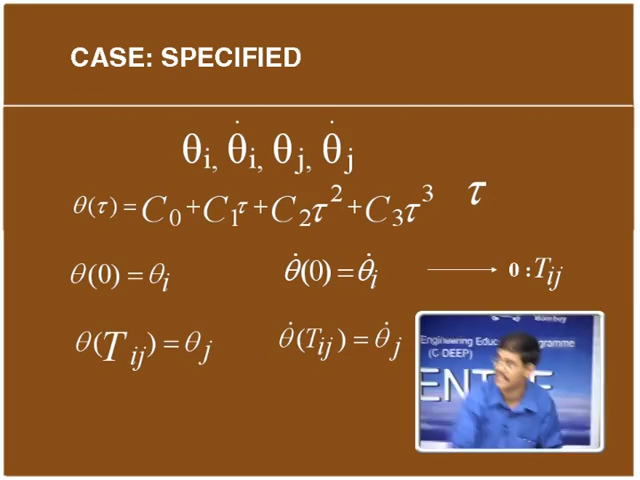 CASE: SPECIFIED
θi, θ̇i, θj, θ̇j
θ(τ) = C₀ + C₁τ + C₂τ² + C₃τ³ τ
θ(0) = θi θ̇(0) = θ̇i → 0 : Tij
θ(Tij) = θj θ̇(Tij) = θ̇j
Engineering Educ
gramme
(C DEEP)
ENT
E